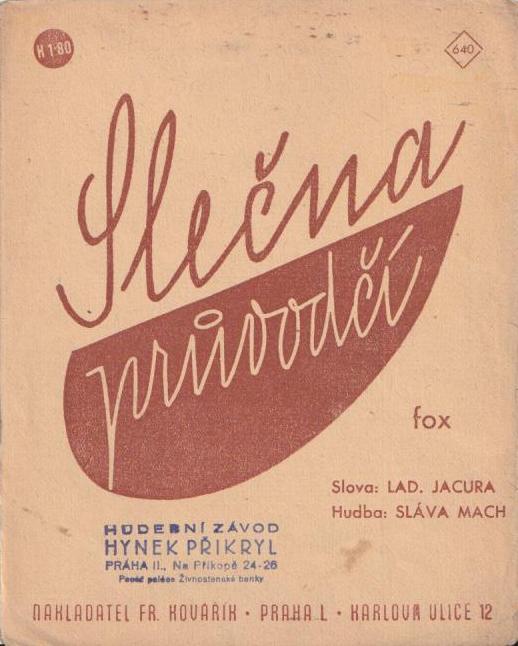 K 1·80
640
Slečna
průvodčí
fox
Slova: LAD. JACURA
Hudba: SLÁVA MACH
HUDEBNÍ ZÁVOD
HYNEK PŘIKRYL
PRAHA II., Na Příkopě 24-26
palác Živnostenské banky
NAKLADATEL FR. KOVÁŘÍK · PRAHA I. · KARLOVA ULICE 12